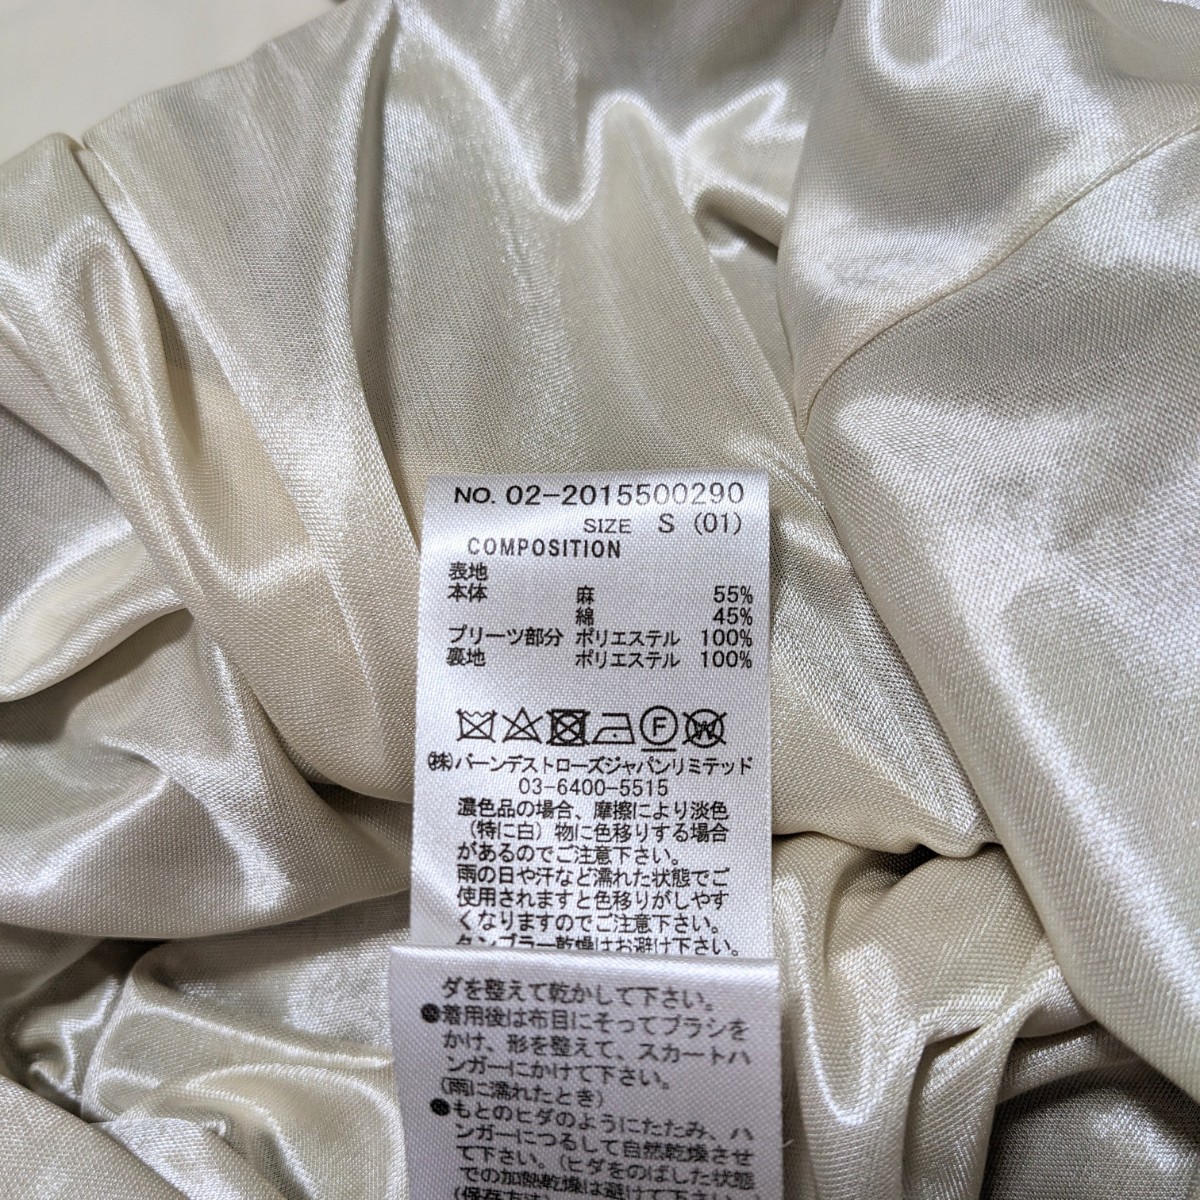 NO. 02-2015500290
SIZE S (01)
COMPOSITION
表地
本体 麻 55%
綿 45%
プリーツ部分 ポリエステル 100%
裏地 ポリエステル 100%
F W
㈱バーンデストローズジャパンリミテッド
03-6400-5515
濃色品の場合、摩擦により淡色
（特に白）物に色移りする場合
があるのでご注意下さい。
雨の日や汗など濡れた状態でご
使用されますと色移りがしやす
くなりますのでご注意下さい。
タンブラー乾燥はお避け下さい。
ダを整えて乾かして下さい。
●着用後は布目にそってブラシを
かけ、形を整えて、スカートハ
ンガーにかけて下さい。
(雨に濡れたとき)
●もとのヒダのようにたたみ、ハ
ンガーにつるして自然乾燥させ
て下さい。(ヒダをのばした状態
での加熱乾燥は避けて下さい。)
(保存方法)